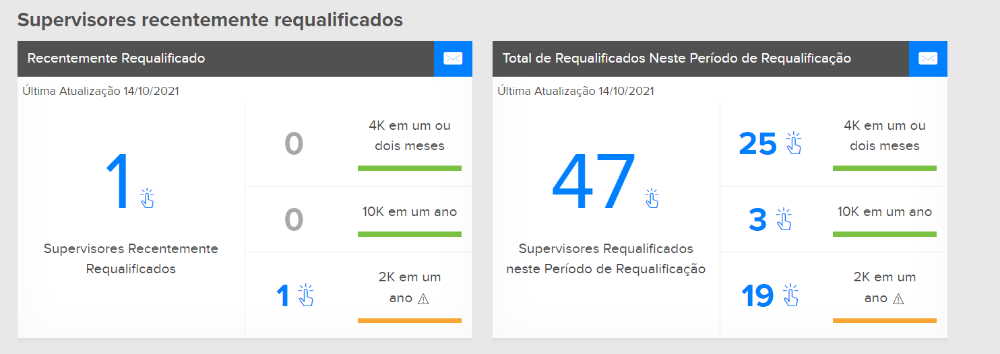 Supervisores recentemente requalificados
Recentemente Requalificado
Última Atualização 14/10/2021
1
Supervisores Recentemente
Requalificados
0
4K em um ou
dois meses
0
10K em um ano
1
2K em um
ano
Total de Requalificados Neste Período de Requalificação
Última Atualização 14/10/2021
47
Supervisores Requalificados
neste Período de Requalificação
25
4K em um ou
dois meses
3
10K em um ano
19
2K em um
ano